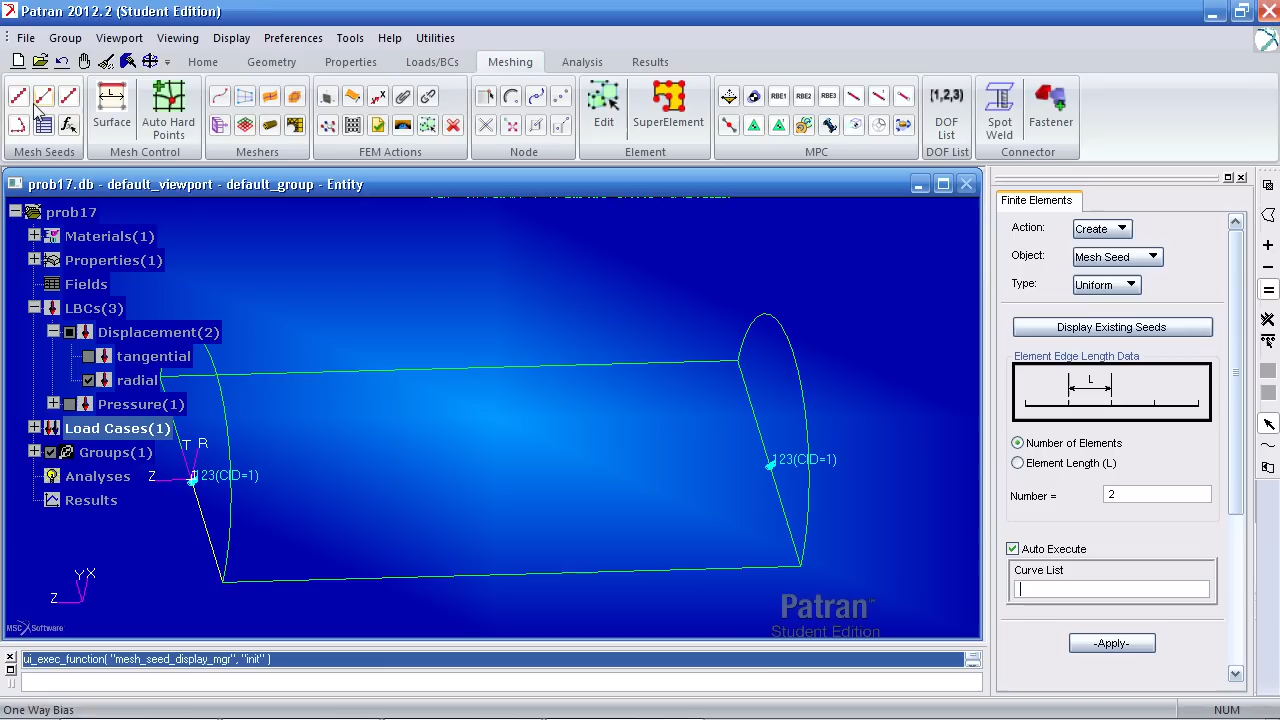 Patran 2012.2 (Student Edition)
File Group Viewport Viewing Display Preferences Tools Help Utilities
Home Geometry Properties Loads/BCs Meshing Analysis Results
RBE1 RBE2 RBE3
(1,2,3)
Surface Auto Hard Points Edit SuperElement DOF List Spot Weld Fastener
Mesh Seeds Mesh Control Meshers FEM Actions Node Element MPC DOF List Connector
prob17.db - default_viewport - default_group - Entity
prob17
Materials(1)
Properties(1)
Fields
LBCs(3)
Displacement(2)
tangential
radial
Pressure(1)
Load Cases(1)
Groups(1)
Analyses
Results
T R
Z
123(CID=1)
123(CID=1)
Y X
Z
MSC Software
Patran™
Student Edition
Finite Elements
Action: Create
Object: Mesh Seed
Type: Uniform
Display Existing Seeds
Element Edge Length Data
L
Number of Elements
Element Length (L)
Number = 2
Auto Execute
Curve List
-Apply-
ui_exec_function( "mesh_seed_display_mgr", "init" )
One Way Bias
NUM